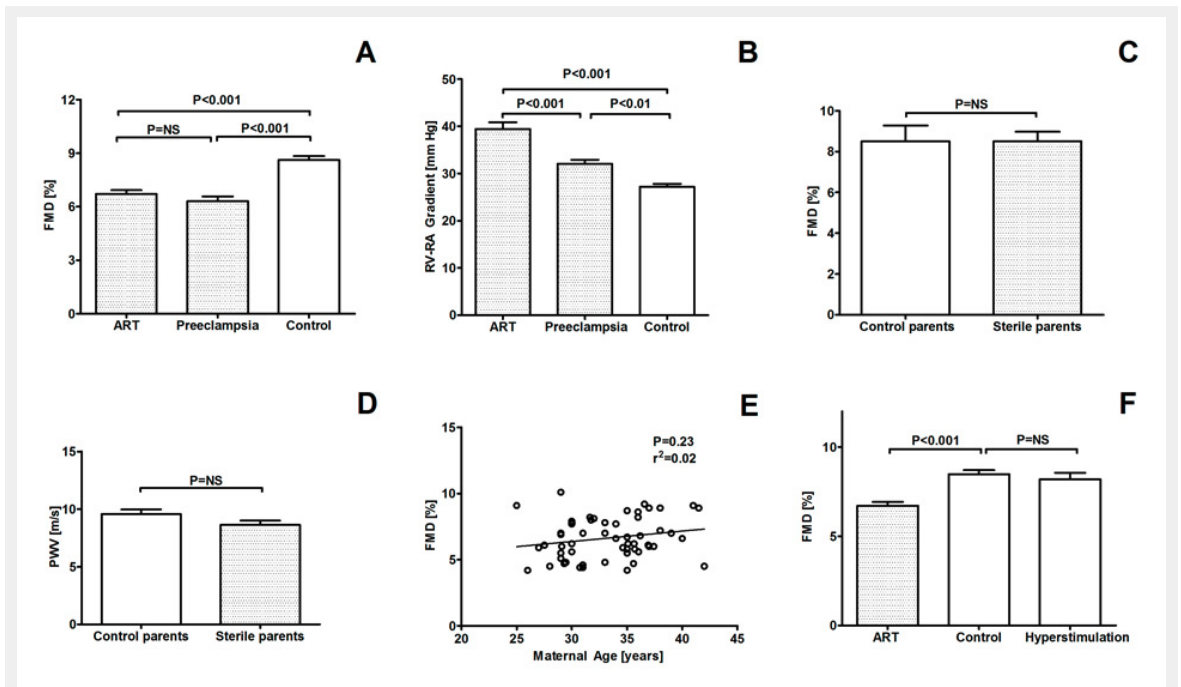 A
P<0.001
P=NS
P<0.001
12
9
6
3
0
FMD [%]
ART
Preeclampsia
Control
B
P<0.001
P<0.001
P<0.01
50
40
30
20
10
0
RV-RA Gradient [mm Hg]
ART
Preeclampsia
Control
C
P=NS
10
8
6
4
2
0
FMD [%]
Control parents
Sterile parents
D
P=NS
15
10
5
0
PWV [m/s]
Control parents
Sterile parents
E
P=0.23
r²=0.02
15
10
5
0
FMD [%]
20
25
30
35
40
45
Maternal Age [years]
F
P<0.001
P=NS
10
5
0
FMD [%]
ART
Control
Hyperstimulation